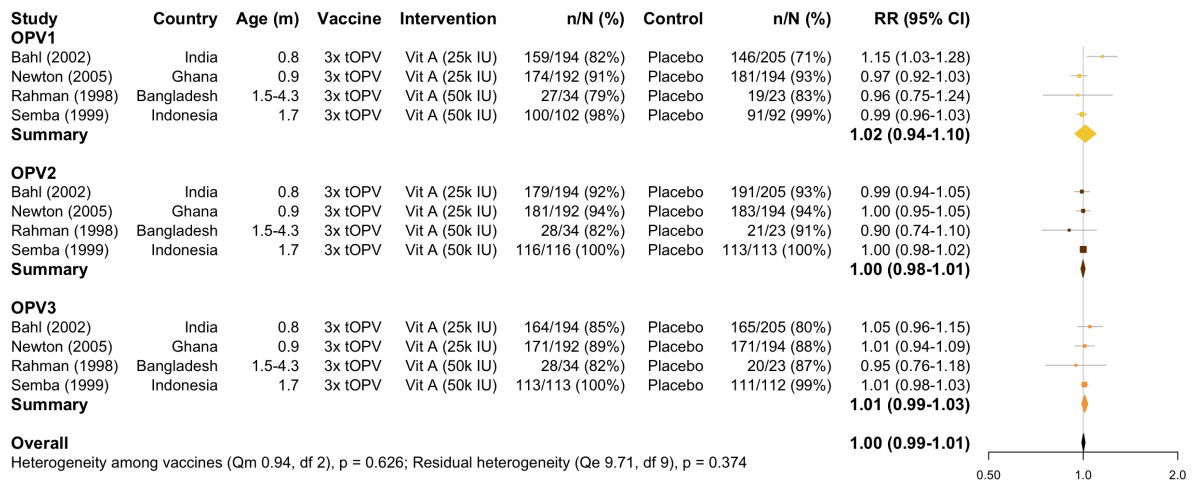 Study Country Age (m) Vaccine Intervention n/N (%) Control n/N (%) RR (95% CI)
OPV1
Bahl (2002) India 0.8 3x tOPV Vit A (25k IU) 159/194 (82%) Placebo 146/205 (71%) 1.15 (1.03-1.28)
Newton (2005) Ghana 0.9 3x tOPV Vit A (25k IU) 174/192 (91%) Placebo 181/194 (93%) 0.97 (0.92-1.03)
Rahman (1998) Bangladesh 1.5-4.3 3x tOPV Vit A (50k IU) 27/34 (79%) Placebo 19/23 (83%) 0.96 (0.75-1.24)
Semba (1999) Indonesia 1.7 3x tOPV Vit A (50k IU) 100/102 (98%) Placebo 91/92 (99%) 0.99 (0.96-1.03)
Summary 1.02 (0.94-1.10)
OPV2
Bahl (2002) India 0.8 3x tOPV Vit A (25k IU) 179/194 (92%) Placebo 191/205 (93%) 0.99 (0.94-1.05)
Newton (2005) Ghana 0.9 3x tOPV Vit A (25k IU) 181/192 (94%) Placebo 183/194 (94%) 1.00 (0.95-1.05)
Rahman (1998) Bangladesh 1.5-4.3 3x tOPV Vit A (50k IU) 28/34 (82%) Placebo 21/23 (91%) 0.90 (0.74-1.10)
Semba (1999) Indonesia 1.7 3x tOPV Vit A (50k IU) 116/116 (100%) Placebo 113/113 (100%) 1.00 (0.98-1.02)
Summary 1.00 (0.98-1.01)
OPV3
Bahl (2002) India 0.8 3x tOPV Vit A (25k IU) 164/194 (85%) Placebo 165/205 (80%) 1.05 (0.96-1.15)
Newton (2005) Ghana 0.9 3x tOPV Vit A (25k IU) 171/192 (89%) Placebo 171/194 (88%) 1.01 (0.94-1.09)
Rahman (1998) Bangladesh 1.5-4.3 3x tOPV Vit A (50k IU) 28/34 (82%) Placebo 20/23 (87%) 0.95 (0.76-1.18)
Semba (1999) Indonesia 1.7 3x tOPV Vit A (50k IU) 113/113 (100%) Placebo 111/112 (99%) 1.01 (0.98-1.03)
Summary 1.01 (0.99-1.03)
Overall 1.00 (0.99-1.01)
Heterogeneity among vaccines (Qm 0.94, df 2), p = 0.626; Residual heterogeneity (Qe 9.71, df 9), p = 0.374
0.50 1.0 2.0